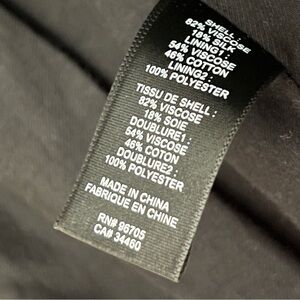 SHELL :
82% VISCOSE
18% SILK
LINING1 :
54% VISCOSE
46% COTTON
LINING2 :
100% POLYESTER
TISSU DE SHELL :
82% VISCOSE
18% SOIE
DOUBLURE1 :
54% VISCOSE
46% COTON
DOUBLURE2 :
100% POLYESTER
MADE IN CHINA
FABRIQUE EN CHINE
RN# 96705
CA# 34460